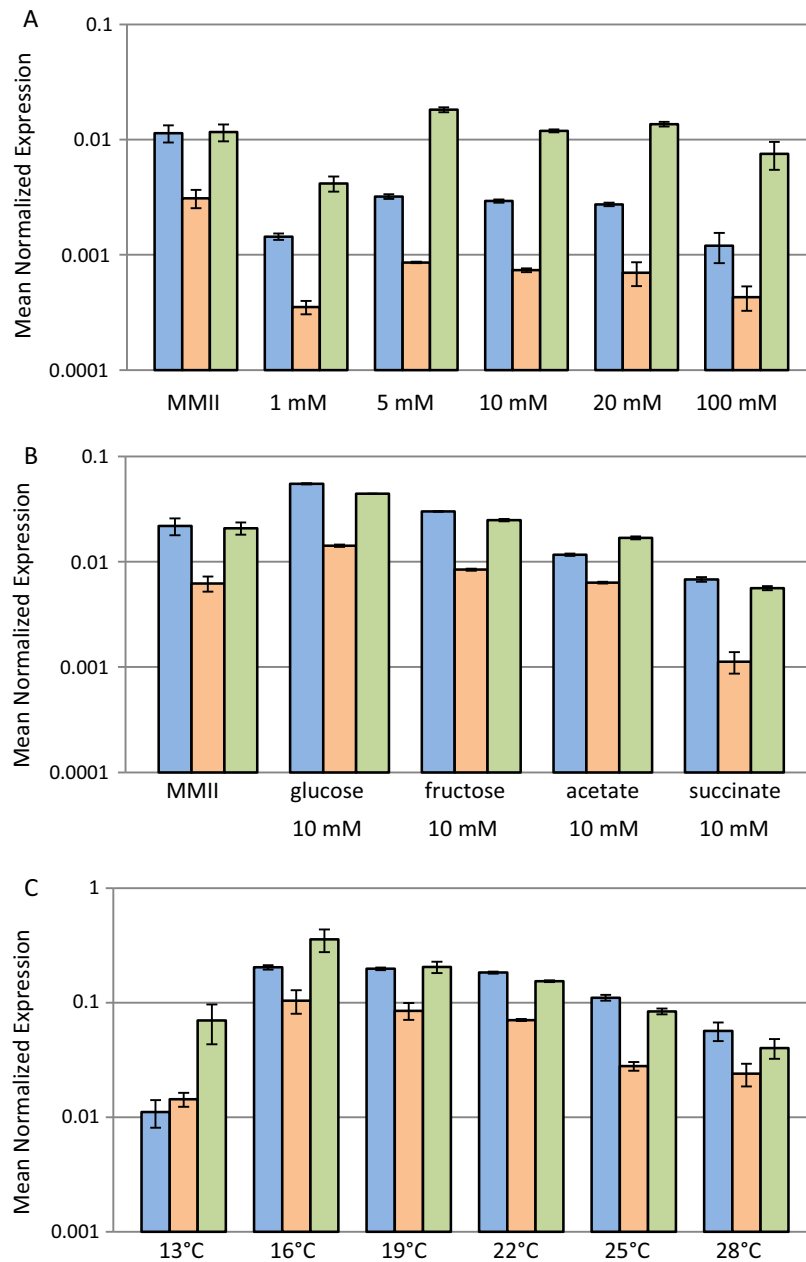 A
Mean Normalized Expression
0.1
0.01
0.001
0.0001
MMII 1 mM 5 mM 10 mM 20 mM 100 mM
B
Mean Normalized Expression
0.1
0.01
0.001
0.0001
MMII glucose fructose acetate succinate
10 mM 10 mM 10 mM 10 mM
C
Mean Normalized Expression
1
0.1
0.01
0.001
13°C 16°C 19°C 22°C 25°C 28°C